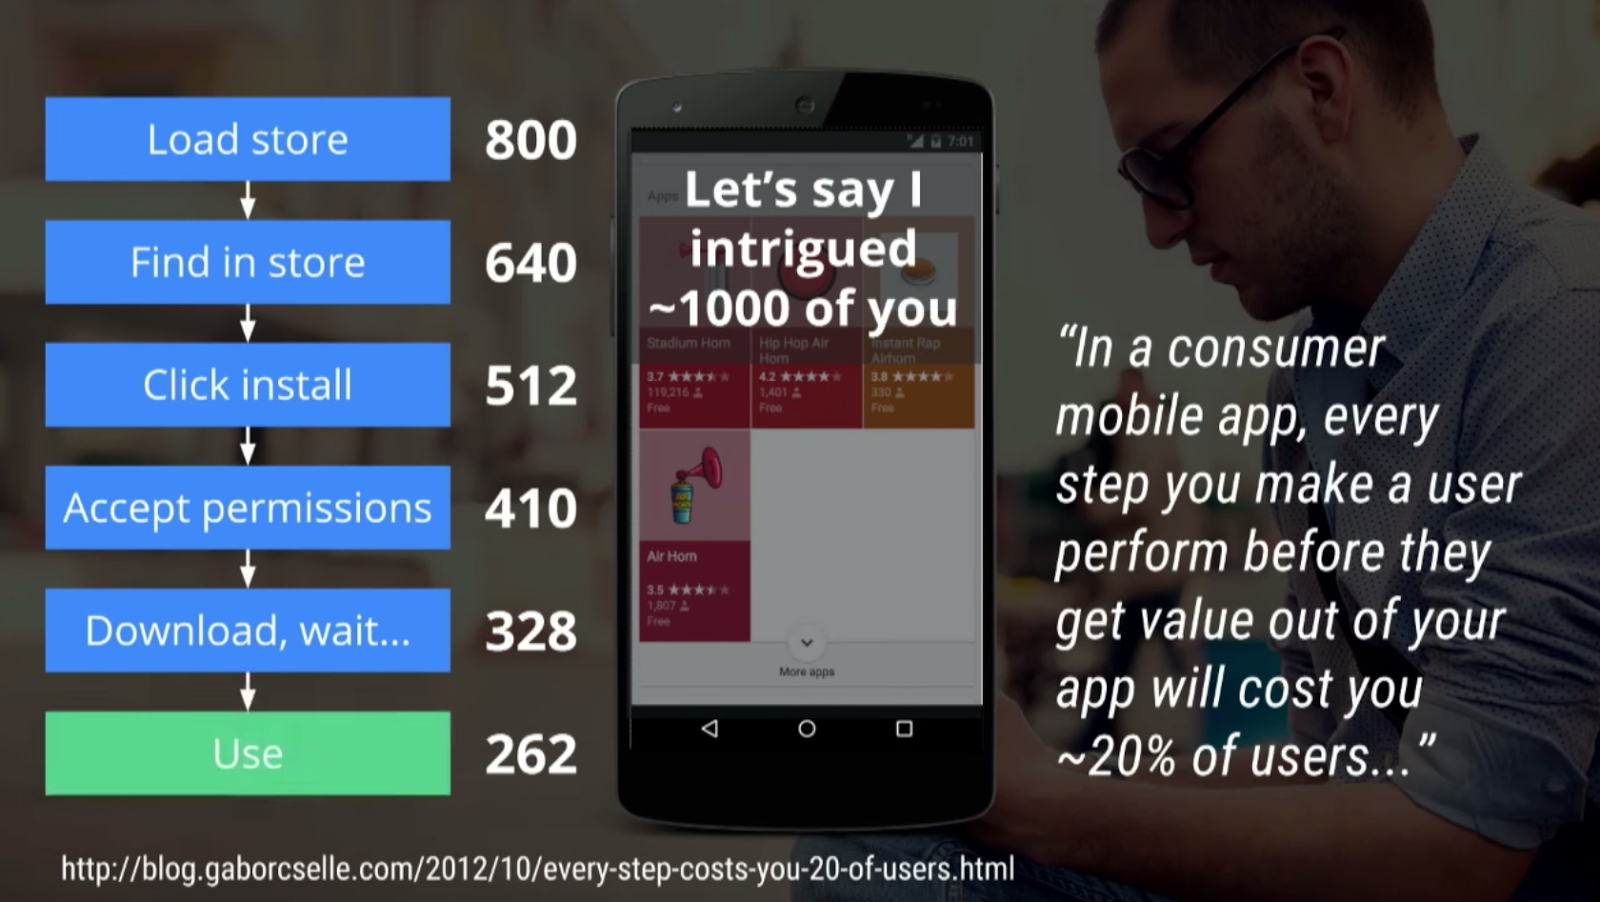 Load store
800
Find in store
640
Click install
512
Accept permissions
410
Download, wait...
328
Use
262
7:01
Apps
Let’s say I
intrigued
~1000 of you
Stadium Horn
3.7
119,216
Free
Hip Hop Air
Horn
4.2
1,401
Free
Instant Rap
Airhorn
3.8
330
Free
Air Horn
3.5
1,807
Free
More apps
“In a consumer
mobile app, every
step you make a user
perform before they
get value out of your
app will cost you
~20% of users...”
http://blog.gaborcselle.com/2012/10/every-step-costs-you-20-of-users.html